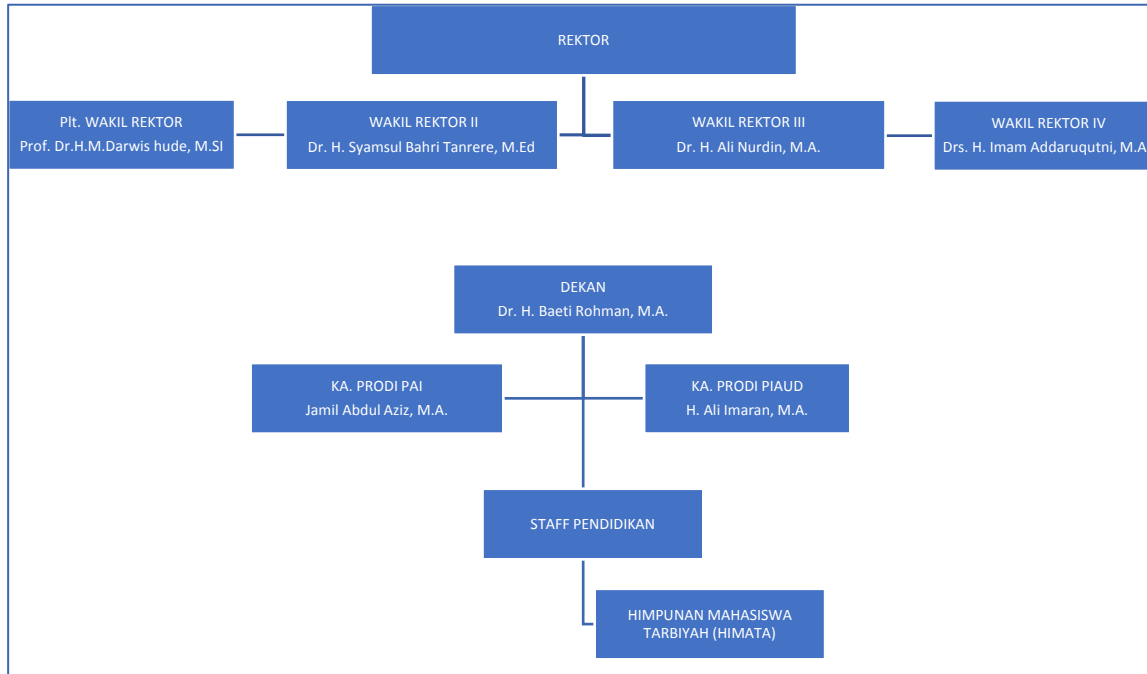 REKTOR
Plt. WAKIL REKTOR
Prof. Dr.H.M.Darwis hude, M.SI
WAKIL REKTOR II
Dr. H. Syamsul Bahri Tanrere, M.Ed
WAKIL REKTOR III
Dr. H. Ali Nurdin, M.A.
WAKIL REKTOR IV
Drs. H. Imam Addaruqutni, M.A
DEKAN
Dr. H. Baeti Rohman, M.A.
KA. PRODI PAI
Jamil Abdul Aziz, M.A.
KA. PRODI PIAUD
H. Ali Imaran, M.A.
STAFF PENDIDIKAN
HIMPUNAN MAHASISWA
TARBIYAH (HIMATA)